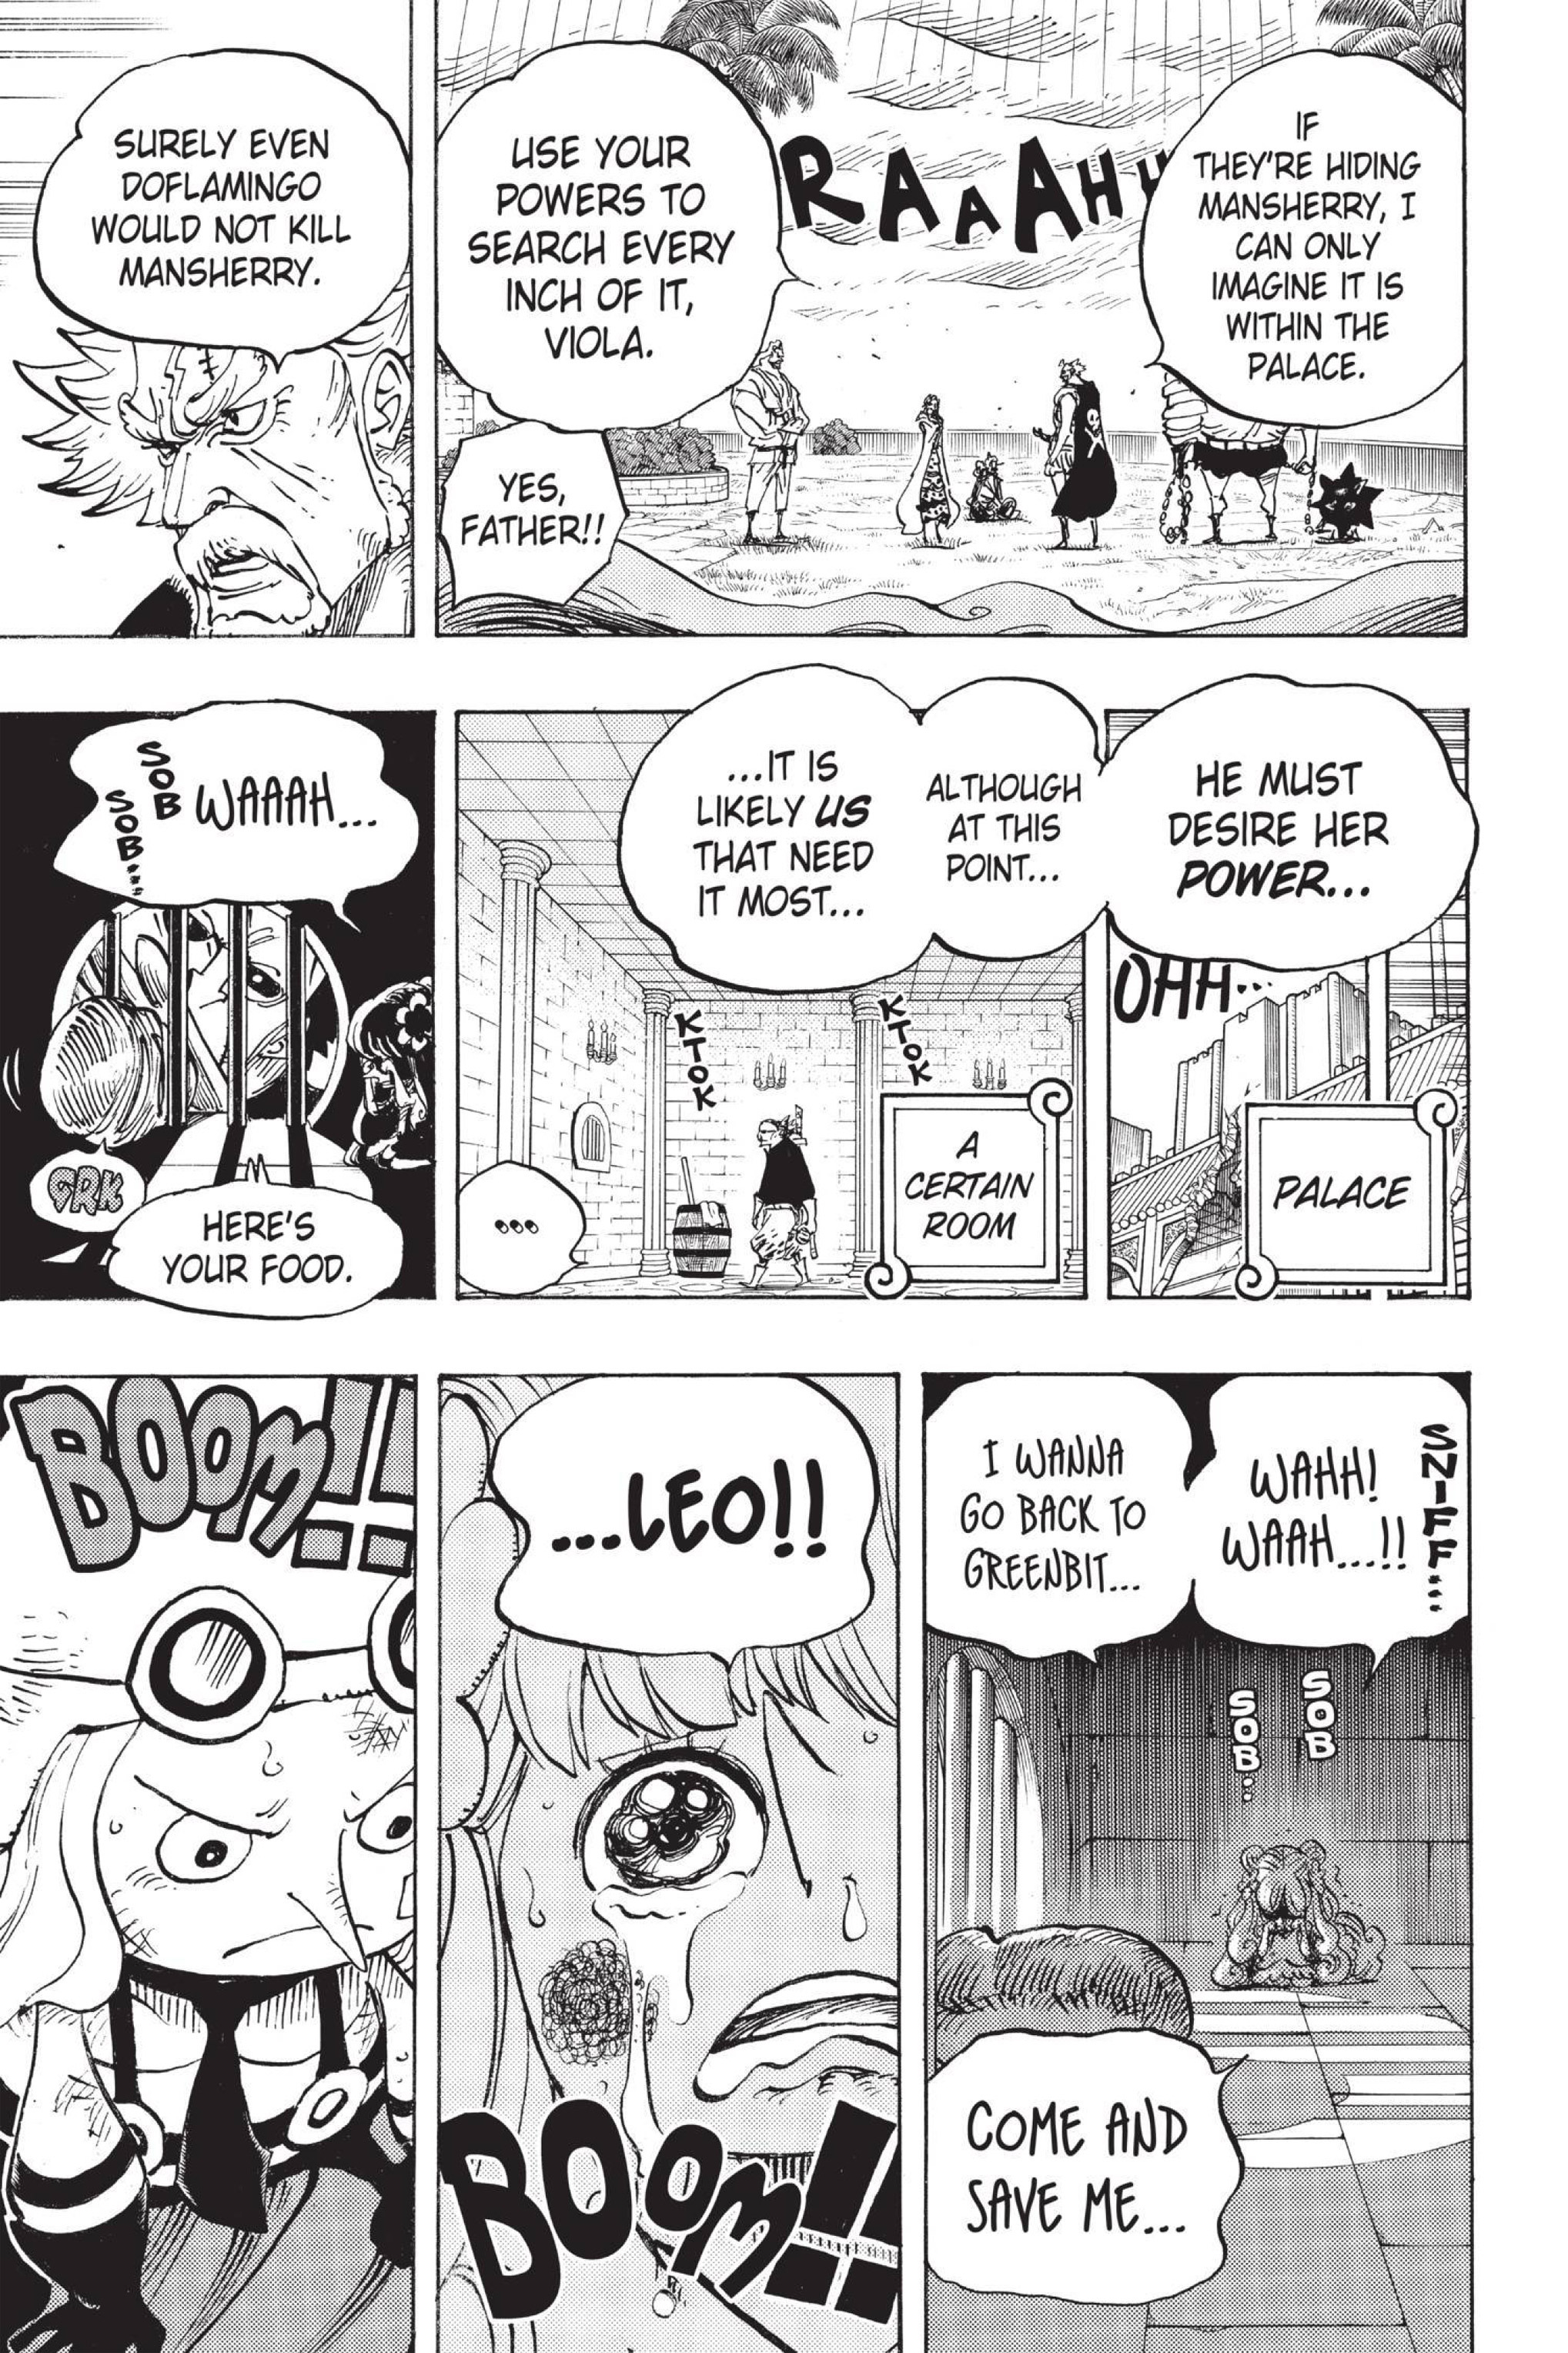 IF
THEY'RE HIDING
MANSHERRY, I
CAN ONLY
IMAGINE IT IS
WITHIN THE
PALACE.
RAAAHH
USE YOUR
POWERS TO
SEARCH EVERY
INCH OF IT,
VIOLA.
YES,
FATHER!!
SURELY EVEN
DOFLAMINGO
WOULD NOT KILL
MANSHERRY.
HE MUST
DESIRE HER
POWER...
OHH...
PALACE
ALTHOUGH
AT THIS
POINT...
...IT IS
LIKELY US
THAT NEED
IT MOST...
KTOK
KTOK
A
CERTAIN
ROOM
...
SOB
SOB...
WAAAH...
GRK
HERE'S
YOUR FOOD.
SNIFF...
WAHH!
WAAH...!!
I WANNA
GO BACK TO
GREENBIT...
SOB
SOB...
COME AND
SAVE ME...
...LEO!!
BOOM!!
BOOM!!